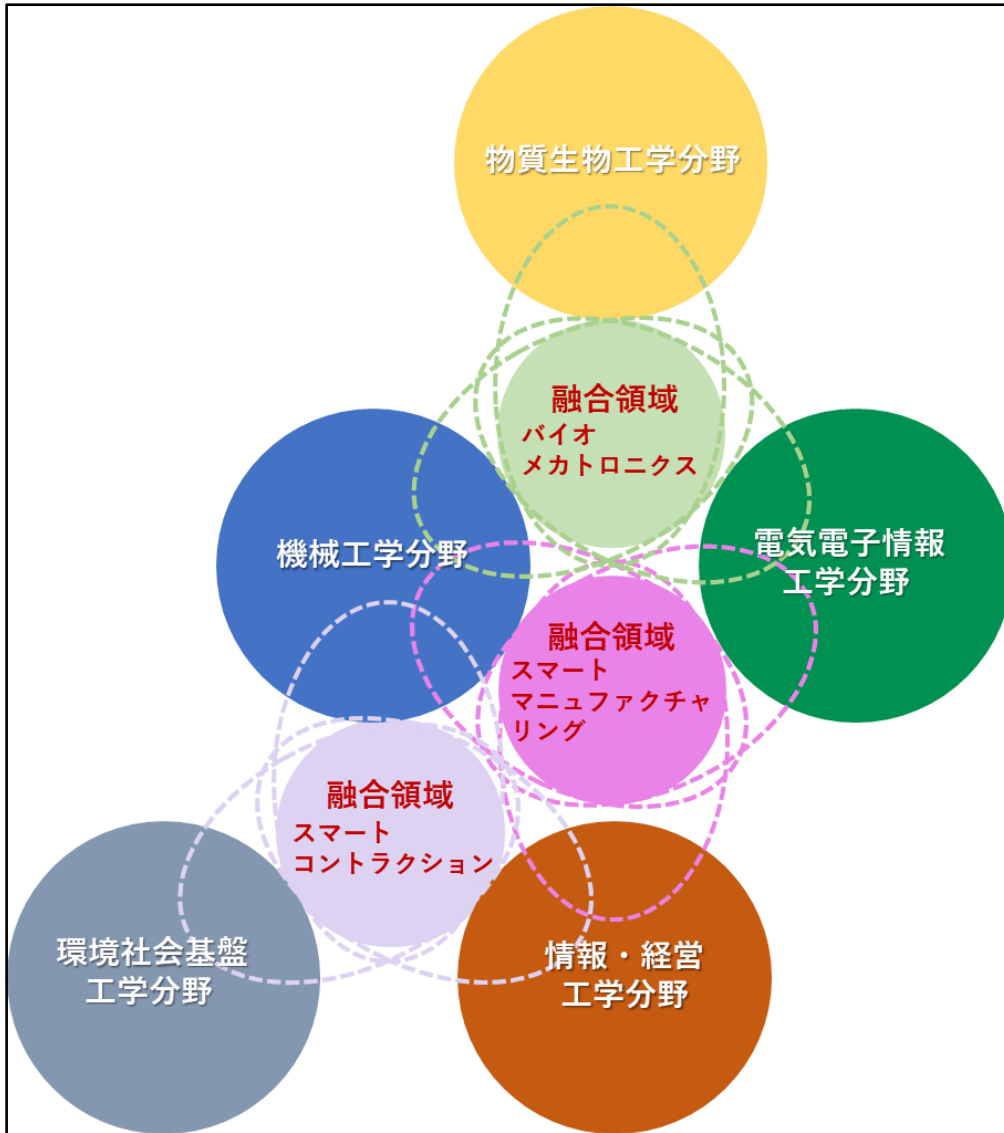 物質生物工学分野
融合領域
バイオ
メカトロニクス
機械工学分野
電気電子情報
工学分野
融合領域
スマート
マニュファクチャ
リング
融合領域
スマート
コントラクション
環境社会基盤
工学分野
情報・経営
工学分野